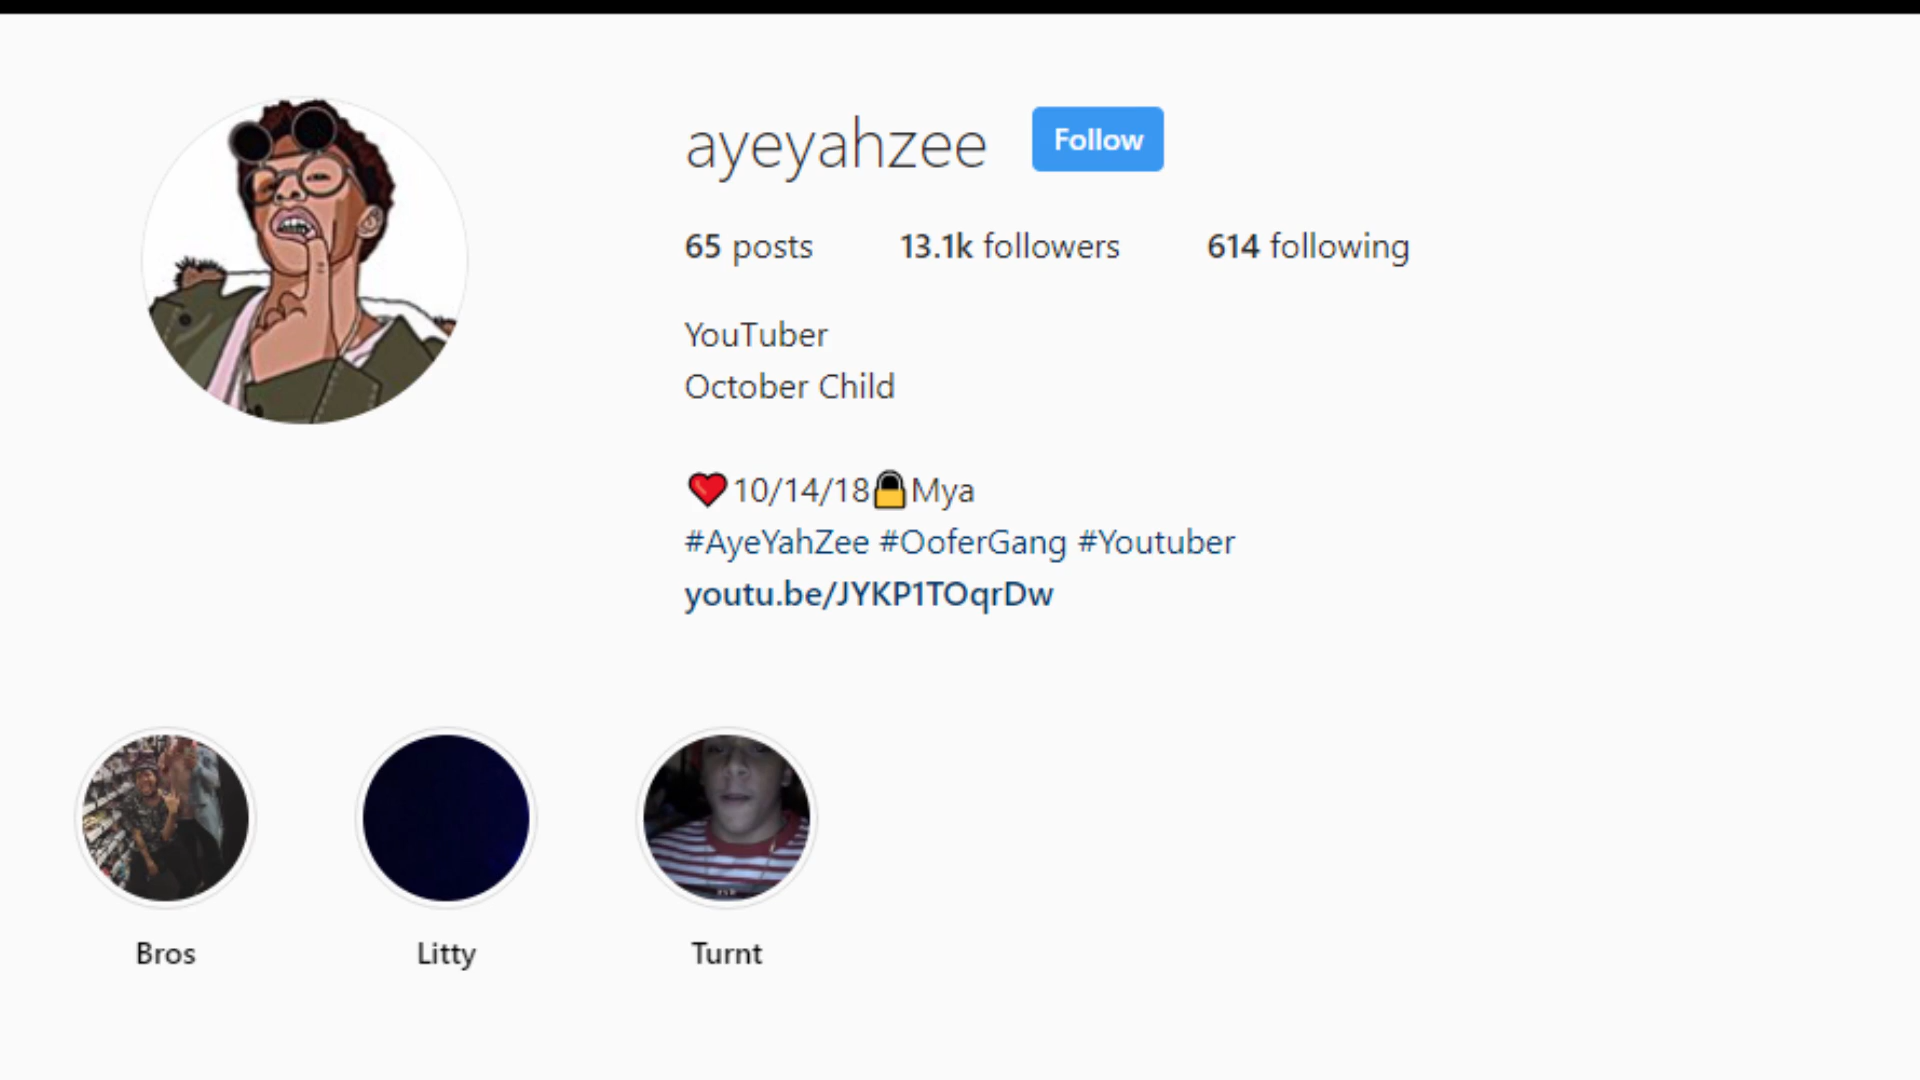 ayeyahzee Follow
65 posts 13.1k followers 614 following
YouTuber
October Child
❤️10/14/18🔒Mya
#AyeYahZee #OoferGang #Youtuber
youtu.be/JYKP1TOqrDw
Bros Litty Turnt